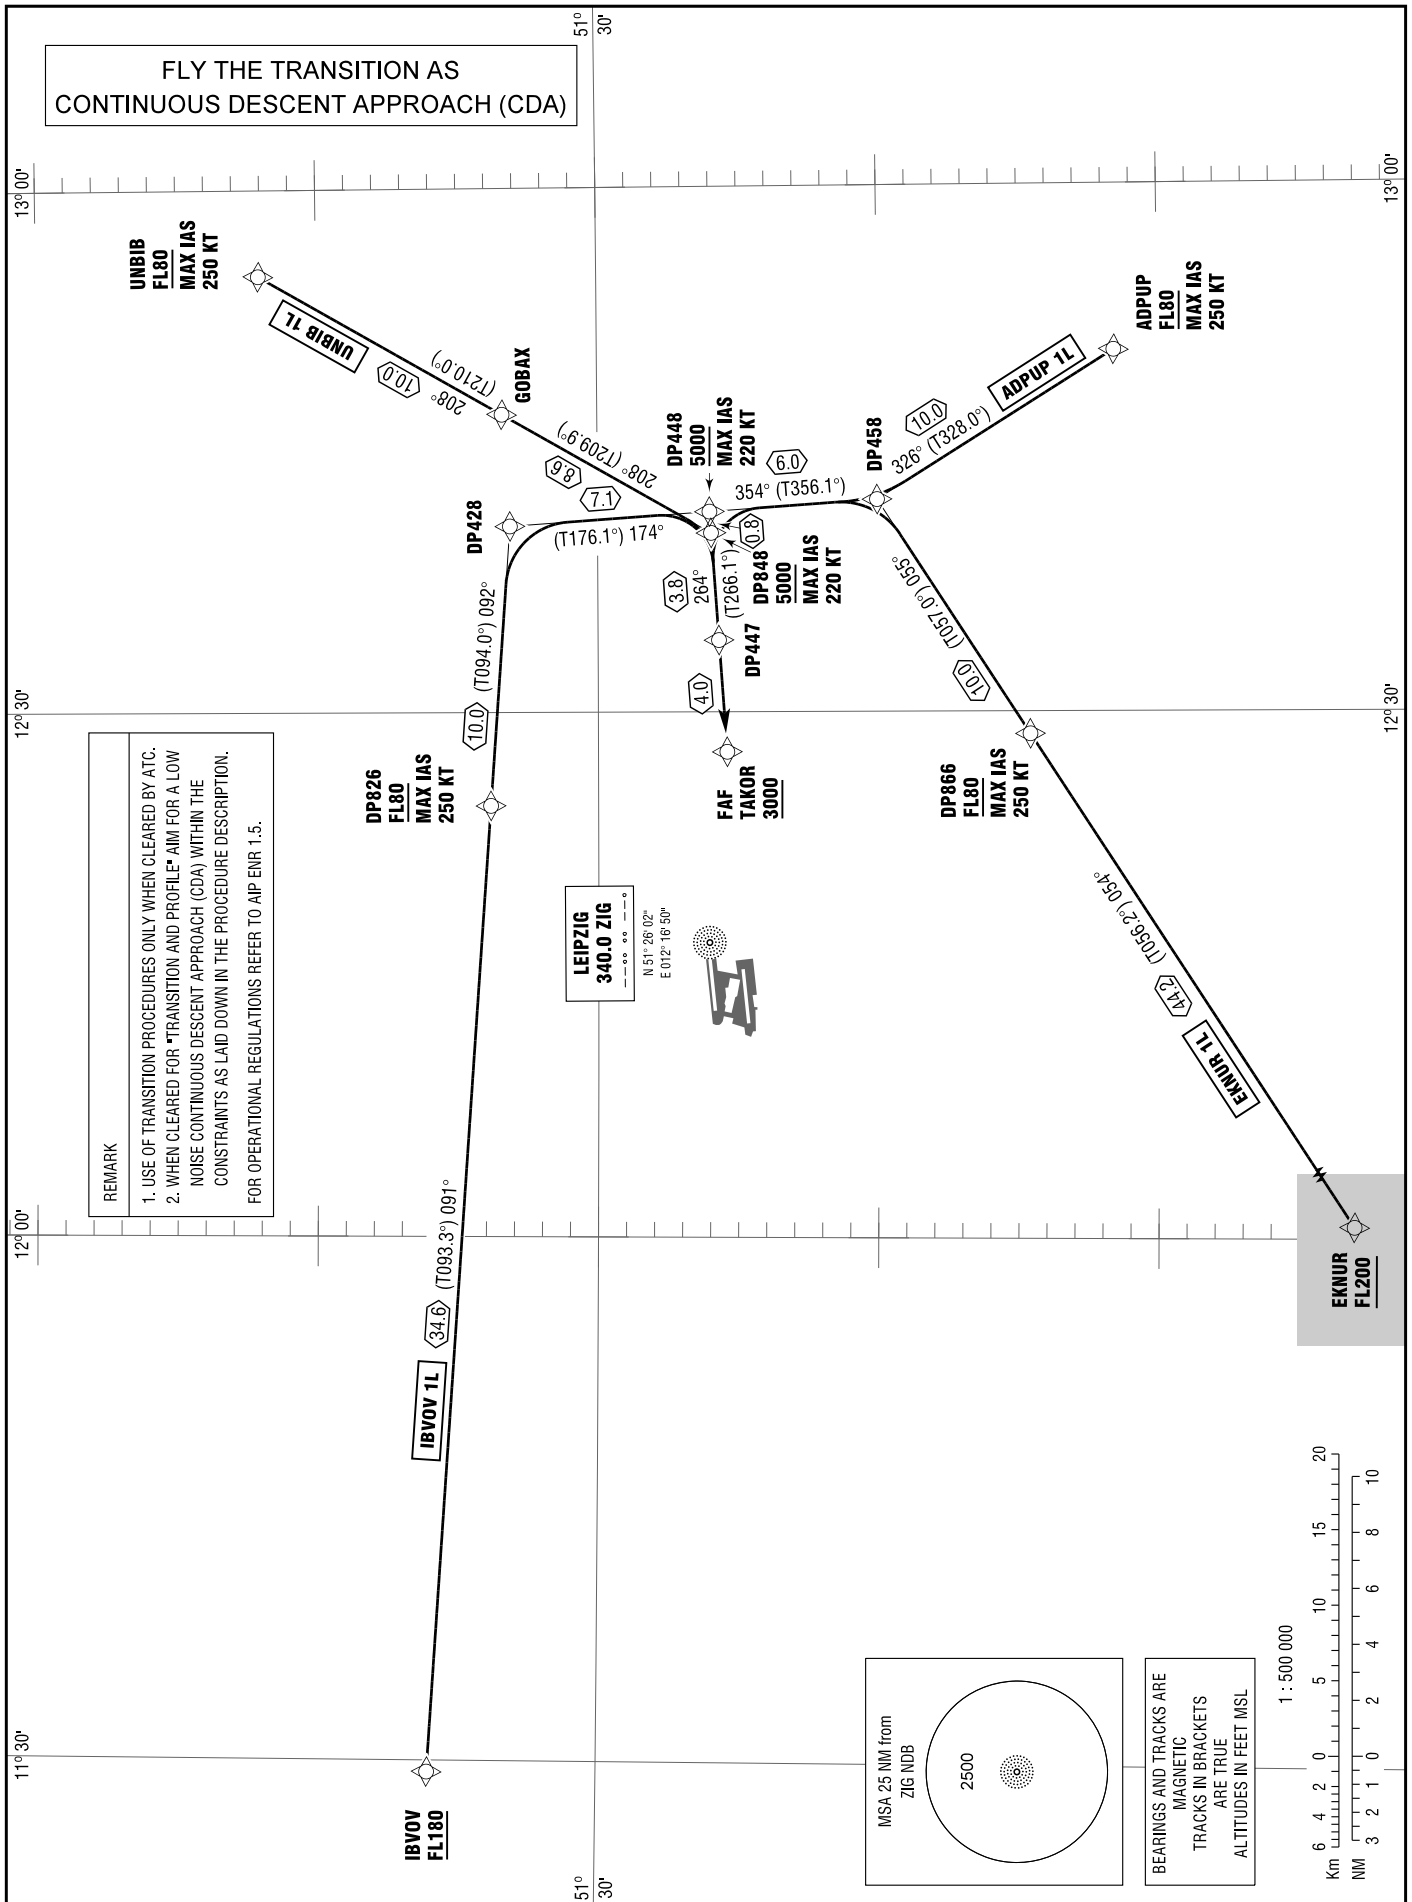 FLY THE TRANSITION AS
CONTINUOUS DESCENT APPROACH (CDA)
51°
30'
13° 00'
13° 00'
UNBIB
FL80
MAX IAS
250 KT
UNBIB 1L
10.0
208°
(T210.0°)
GOBAX
208° (T209.9°)
8.6
7.1
(T176.1°) 174°
DP428
DP448
5000
MAX IAS
220 KT
6.0
354° (T356.1°)
DP458
326° (T328.0°)
10.0
ADPUP 1L
ADPUP
FL80
MAX IAS
250 KT
0.8
DP848
5000
MAX IAS
220 KT
3.8
264°
(T266.1°)
DP447
4.0
FAF
TAKOR
3000
12° 30'
12° 30'
10.0
(T094.0°) 092°
DP826
FL80
MAX IAS
250 KT
(T057.0°) 055°
10.0
DP866
FL80
MAX IAS
250 KT
REMARK
1. USE OF TRANSITION PROCEDURES ONLY WHEN CLEARED BY ATC.
2. WHEN CLEARED FOR "TRANSITION AND PROFILE" AIM FOR A LOW
NOISE CONTINUOUS DESCENT APPROACH (CDA) WITHIN THE
CONSTRAINTS AS LAID DOWN IN THE PROCEDURE DESCRIPTION.
FOR OPERATIONAL REGULATIONS REFER TO AIP ENR 1.5.
LEIPZIG
340.0 ZIG
N 51° 26' 02"
E 012° 16' 50"
(T056.2°) 054°
44.2
EKNUR 1L
EKNUR
FL200
12° 00'
34.6
(T093.3°) 091°
IBVOV 1L
11° 30'
IBVOV
FL180
51°
30'
MSA 25 NM from
ZIG NDB
2500
BEARINGS AND TRACKS ARE
MAGNETIC
TRACKS IN BRACKETS
ARE TRUE
ALTITUDES IN FEET MSL
1 : 500 000
Km 6 4 2 0 5 10 15 20
NM 3 2 1 0 2 4 6 8 10